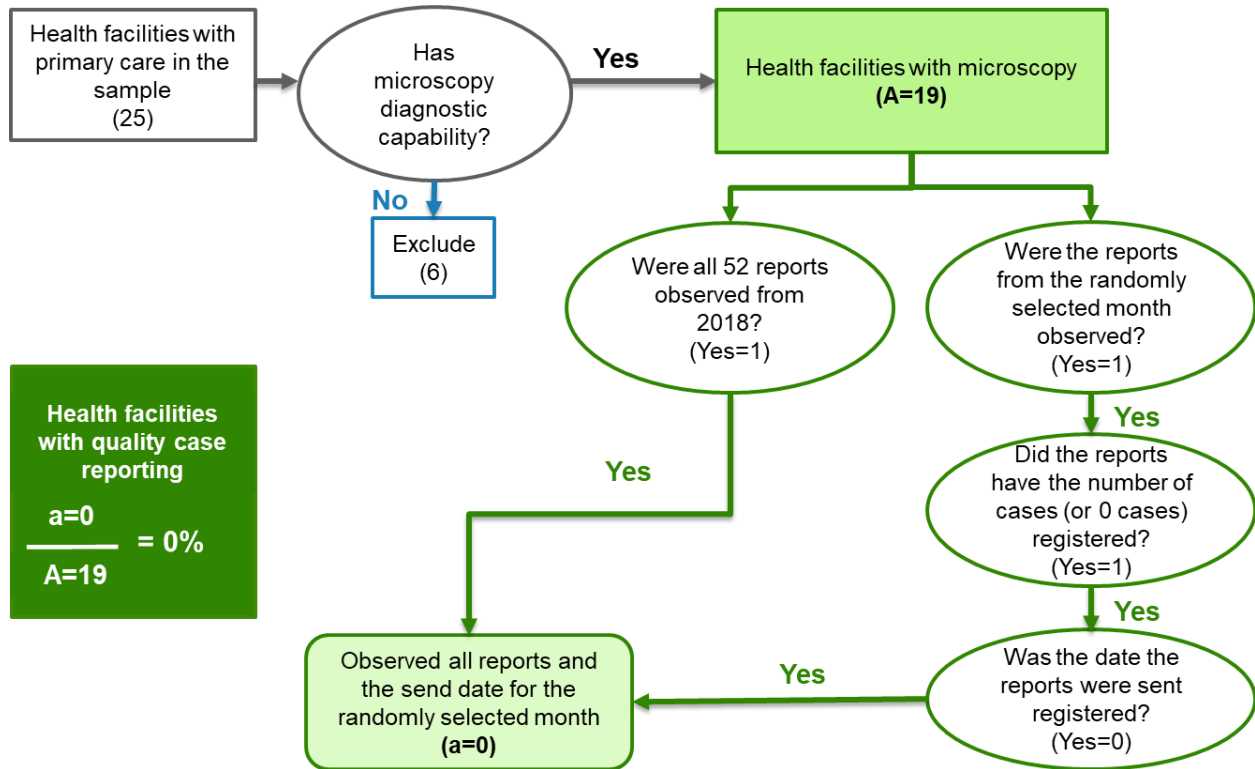 Health facilities with
primary care in the
sample
(25)
Has
microscopy
diagnostic
capability?
Yes
Health facilities with microscopy
(A=19)
No
Exclude
(6)
Were all 52 reports
observed from
2018?
(Yes=1)
Were the reports
from the randomly
selected month
observed?
(Yes=1)
Yes
Yes
Did the reports
have the number of
cases (or 0 cases)
registered?
(Yes=1)
Yes
Was the date the
reports were sent
registered?
(Yes=0)
Yes
Observed all reports and
the send date for the
randomly selected month
(a=0)
Health facilities
with quality case
reporting
a=0
= 0%
A=19